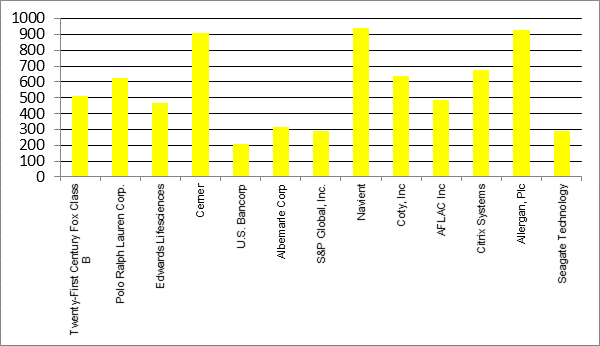 1000
900
800
700
600
500
400
300
200
100
0
Twenty-First Century Fox Class
B
Polo Ralph Lauren Corp.
Edwards Lifesciences
Cerner
U.S. Bancorp
Albemarle Corp
S&P Global, Inc.
Navient
Coty, Inc
AFLAC Inc
Citrix Systems
Allergan, Plc
Seagate Technology